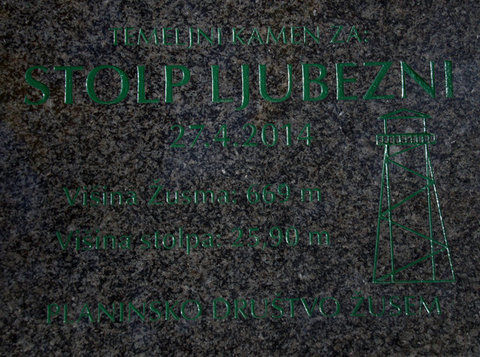 TEMELJNI KAMEN ZA:
STOLP LJUBEZNI
27.4.2014
Višina Žusma: 669 m
Višina stolpa: 25,90 m
PLANINSKO DRUŠTVO ŽUSEM